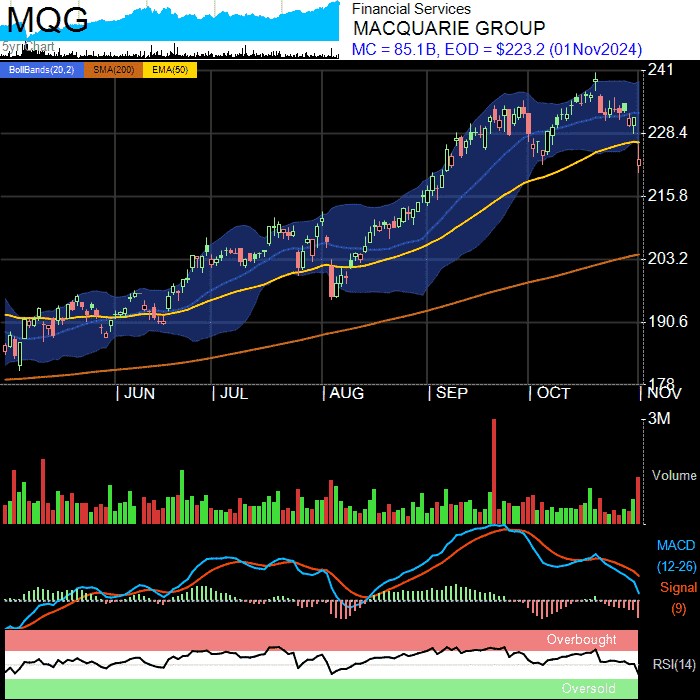 MQG
5yrs Chart
Financial Services
MACQUARIE GROUP
MC = 85.1B, EOD = $223.2 (01Nov2024)
BollBands(20,2) SMA(200) EMA(50)
241
228.4
215.8
203.2
190.6
178
JUN JUL AUG SEP OCT NOV
3M
Volume
MACD
(12-26)
Signal
(9)
Overbought
RSI(14)
Oversold